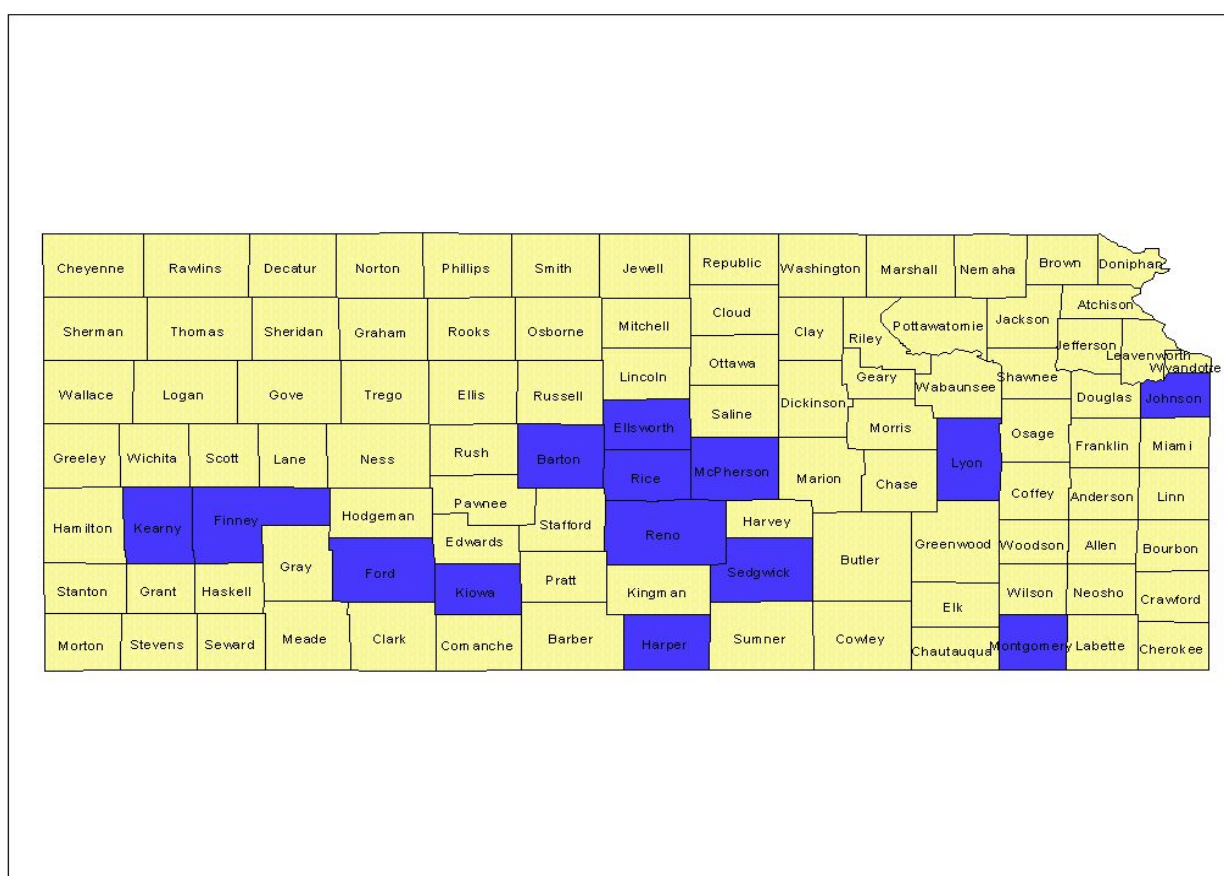 Cheyenne
Rawlins
Decatur
Norton
Phillips
Smith
Jewell
Republic
Washington
Marshall
Nemaha
Brown
Doniphan
Atchison
Sherman
Thomas
Sheridan
Graham
Rooks
Osborne
Mitchell
Cloud
Clay
Riley
Pottawatomie
Jackson
Jefferson
Leavenworth
Wyandotte
Wallace
Logan
Gove
Trego
Ellis
Russell
Lincoln
Ottawa
Saline
Dickinson
Geary
Wabaunsee
Shawnee
Douglas
Johnson
Greeley
Wichita
Scott
Lane
Ness
Rush
Barton
Ellsworth
Rice
McPherson
Marion
Morris
Chase
Lyon
Osage
Franklin
Miami
Hamilton
Kearny
Finney
Hodgeman
Pawnee
Edwards
Stafford
Reno
Harvey
Sedgwick
Butler
Greenwood
Coffey
Anderson
Linn
Woodson
Allen
Bourbon
Stanton
Grant
Haskell
Gray
Ford
Kiowa
Pratt
Kingman
Elk
Wilson
Neosho
Crawford
Morton
Stevens
Seward
Meade
Clark
Comanche
Barber
Harper
Sumner
Cowley
Chautauqua
Montgomery
Labette
Cherokee